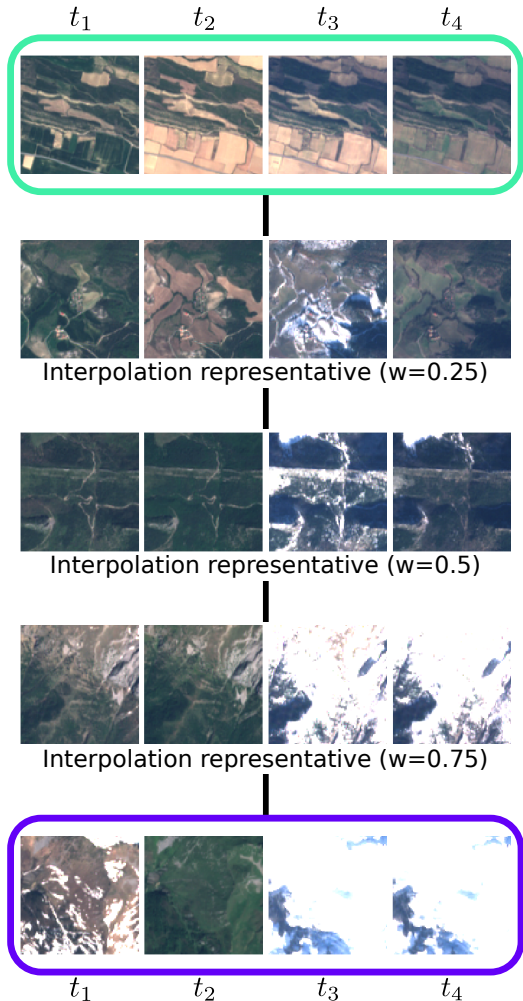 t₁ t₂ t₃ t₄
Interpolation representative (w=0.25)
Interpolation representative (w=0.5)
Interpolation representative (w=0.75)
t₁ t₂ t₃ t₄